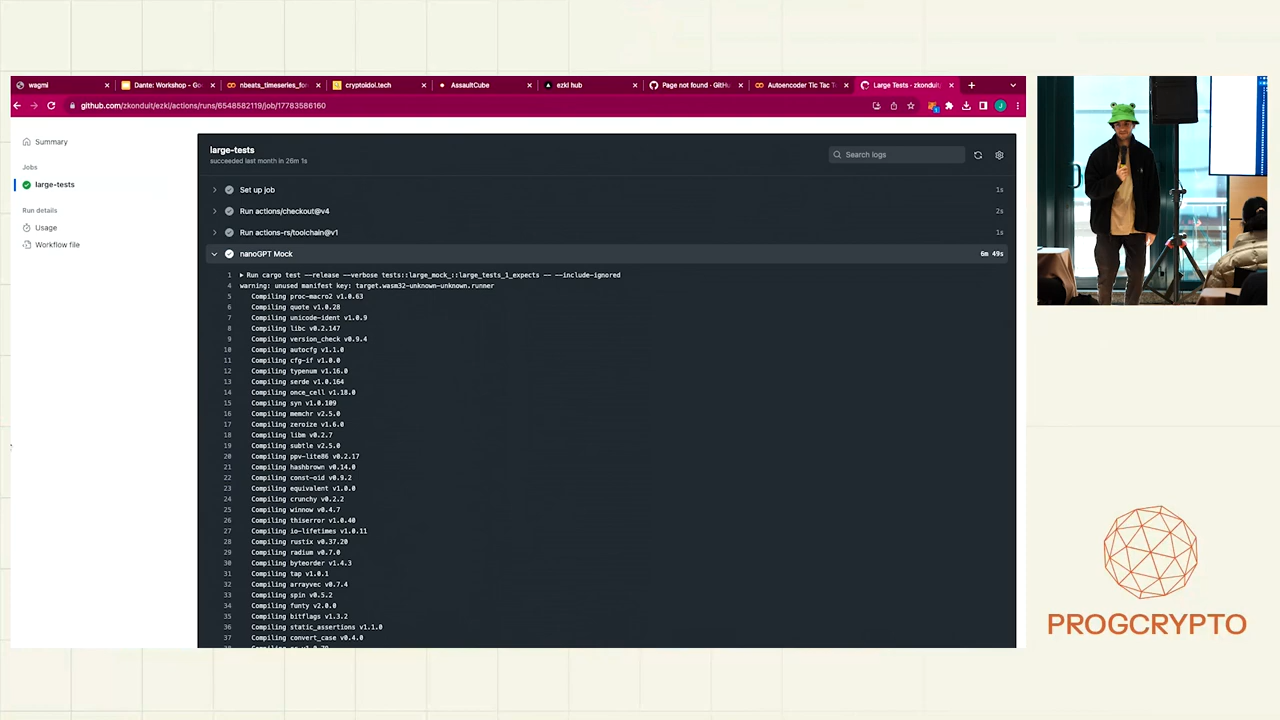 wagmi
Dante: Workshop - Go
nbeats_timeseries_for
cryptoidol.tech
AssaultCube
ezkl hub
Page not found · GitH
Autoencoder Tic Tac T
Large Tests · zkonduit
github.com/zkonduit/ezkl/actions/runs/6548582119/job/17783586160
Summary
Jobs
large-tests
Run details
Usage
Workflow file
large-tests
succeeded last month in 26m 1s
Search logs
Set up job 1s
Run actions/checkout@v4 2s
Run actions-rs/toolchain@v1 1s
nanoGPT Mock 6m 49s
1 Run cargo test --release --verbose tests::large_mock_::large_tests_1_expects -- --include-ignored
4 warning: unused manifest key: target.wasm32-unknown-unknown.runner
5 Compiling proc-macro2 v1.0.63
6 Compiling quote v1.0.28
7 Compiling unicode-ident v1.0.9
8 Compiling libc v0.2.147
9 Compiling version_check v0.9.4
10 Compiling autocfg v1.1.0
11 Compiling cfg-if v1.0.0
12 Compiling typenum v1.16.0
13 Compiling serde v1.0.164
14 Compiling once_cell v1.18.0
15 Compiling syn v1.0.109
16 Compiling memchr v2.5.0
17 Compiling zeroize v1.6.0
18 Compiling libm v0.2.7
19 Compiling subtle v2.5.0
20 Compiling ppv-lite86 v0.2.17
21 Compiling hashbrown v0.14.0
22 Compiling const-oid v0.9.2
23 Compiling equivalent v1.0.0
24 Compiling crunchy v0.2.2
25 Compiling winnow v0.4.7
26 Compiling thiserror v1.0.40
27 Compiling io-lifetimes v1.0.11
28 Compiling rustix v0.37.20
29 Compiling radium v0.7.0
30 Compiling byteorder v1.4.3
31 Compiling tap v1.0.1
32 Compiling arrayvec v0.7.4
33 Compiling spin v0.5.2
34 Compiling funty v2.0.0
35 Compiling bitflags v1.3.2
36 Compiling static_assertions v1.1.0
37 Compiling convert_case v0.4.0
PROGCRYPTO